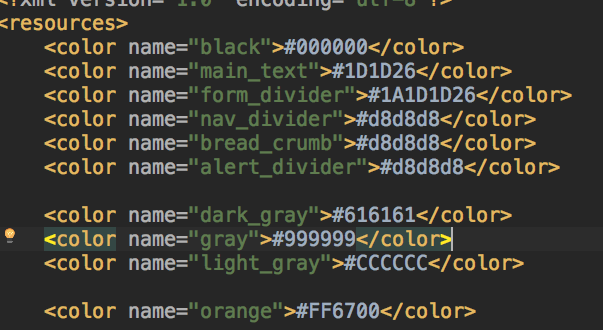 <?xml version="1.0" encoding="utf-8"?>
<resources>
<color name="black">#000000</color>
<color name="main_text">#1D1D26</color>
<color name="form_divider">#1A1D1D26</color>
<color name="nav_divider">#d8d8d8</color>
<color name="bread_crumb">#d8d8d8</color>
<color name="alert_divider">#d8d8d8</color>
<color name="dark_gray">#616161</color>
<color name="gray">#999999</color>
<color name="light_gray">#CCCCCC</color>
<color name="orange">#FF6700</color>